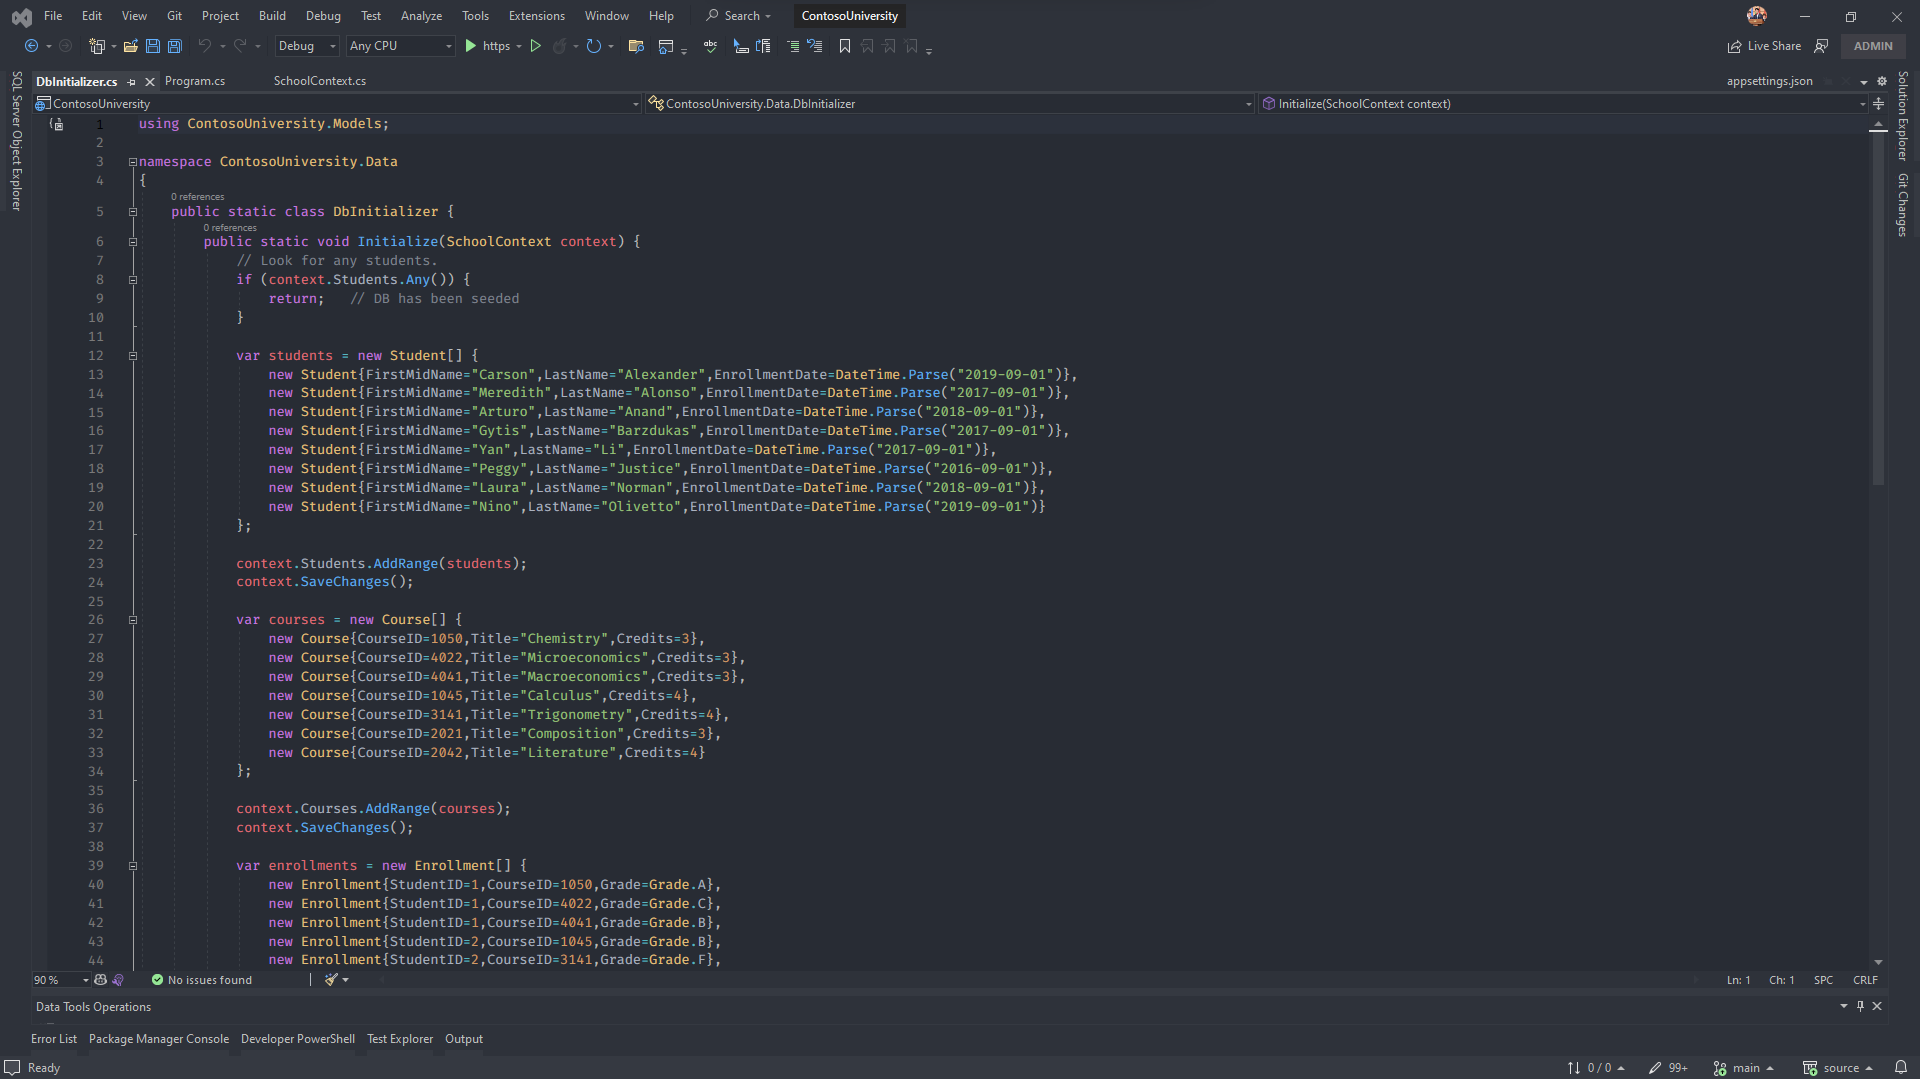 File Edit View Git Project Build Debug Test Analyze Tools Extensions Window Help Search ContosoUniversity
Debug Any CPU https Live Share ADMIN
DbInitializer.cs Program.cs SchoolContext.cs appsettings.json
ContosoUniversity ContosoUniversity.Data.DbInitializer Initialize(SchoolContext context)
SQL Server Object Explorer
Solution Explorer
Git Changes
1 using ContosoUniversity.Models;
2
3 namespace ContosoUniversity.Data
4 {
0 references
5 public static class DbInitializer {
0 references
6 public static void Initialize(SchoolContext context) {
7 // Look for any students.
8 if (context.Students.Any()) {
9 return; // DB has been seeded
10 }
11
12 var students = new Student[] {
13 new Student{FirstMidName="Carson",LastName="Alexander",EnrollmentDate=DateTime.Parse("2019-09-01")},
14 new Student{FirstMidName="Meredith",LastName="Alonso",EnrollmentDate=DateTime.Parse("2017-09-01")},
15 new Student{FirstMidName="Arturo",LastName="Anand",EnrollmentDate=DateTime.Parse("2018-09-01")},
16 new Student{FirstMidName="Gytis",LastName="Barzdukas",EnrollmentDate=DateTime.Parse("2017-09-01")},
17 new Student{FirstMidName="Yan",LastName="Li",EnrollmentDate=DateTime.Parse("2017-09-01")},
18 new Student{FirstMidName="Peggy",LastName="Justice",EnrollmentDate=DateTime.Parse("2016-09-01")},
19 new Student{FirstMidName="Laura",LastName="Norman",EnrollmentDate=DateTime.Parse("2018-09-01")},
20 new Student{FirstMidName="Nino",LastName="Olivetto",EnrollmentDate=DateTime.Parse("2019-09-01")}
21 };
22
23 context.Students.AddRange(students);
24 context.SaveChanges();
25
26 var courses = new Course[] {
27 new Course{CourseID=1050,Title="Chemistry",Credits=3},
28 new Course{CourseID=4022,Title="Microeconomics",Credits=3},
29 new Course{CourseID=4041,Title="Macroeconomics",Credits=3},
30 new Course{CourseID=1045,Title="Calculus",Credits=4},
31 new Course{CourseID=3141,Title="Trigonometry",Credits=4},
32 new Course{CourseID=2021,Title="Composition",Credits=3},
33 new Course{CourseID=2042,Title="Literature",Credits=4}
34 };
35
36 context.Courses.AddRange(courses);
37 context.SaveChanges();
38
39 var enrollments = new Enrollment[] {
40 new Enrollment{StudentID=1,CourseID=1050,Grade=Grade.A},
41 new Enrollment{StudentID=1,CourseID=4022,Grade=Grade.C},
42 new Enrollment{StudentID=1,CourseID=4041,Grade=Grade.B},
43 new Enrollment{StudentID=2,CourseID=1045,Grade=Grade.B},
44 new Enrollment{StudentID=2,CourseID=3141,Grade=Grade.F},
90 % No issues found Ln: 1 Ch: 1 SPC CRLF
Data Tools Operations
Error List Package Manager Console Developer PowerShell Test Explorer Output
Ready 0 / 0 99+ main source